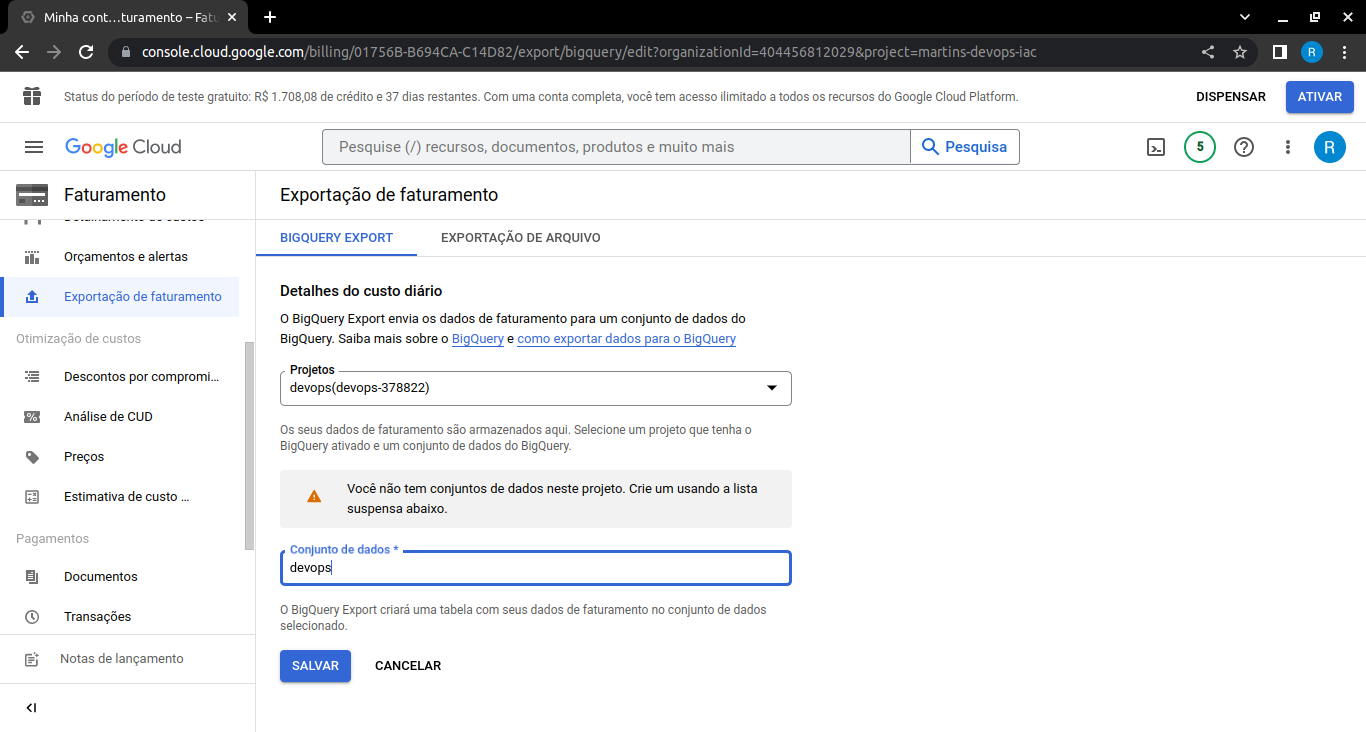 Minha cont…turamento – Fatu
console.cloud.google.com/billing/01756B-B694CA-C14D82/export/bigquery/edit?organizationId=404456812029&project=martins-devops-iac
R
Status do período de teste gratuito: R$ 1.708,08 de crédito e 37 dias restantes. Com uma conta completa, você tem acesso ilimitado a todos os recursos do Google Cloud Platform.
DISPENSAR
ATIVAR
Google Cloud
Pesquise (/) recursos, documentos, produtos e muito mais
Pesquisa
5
R
Faturamento
Detalhamento de custos
Orçamentos e alertas
Exportação de faturamento
Otimização de custos
Descontos por compromi…
Análise de CUD
Preços
Estimativa de custo …
Pagamentos
Documentos
Transações
Notas de lançamento
Exportação de faturamento
BIGQUERY EXPORT
EXPORTAÇÃO DE ARQUIVO
Detalhes do custo diário
O BigQuery Export envia os dados de faturamento para um conjunto de dados do
BigQuery. Saiba mais sobre o BigQuery e como exportar dados para o BigQuery
Projetos
devops(devops-378822)
Os seus dados de faturamento são armazenados aqui. Selecione um projeto que tenha o
BigQuery ativado e um conjunto de dados do BigQuery.
Você não tem conjuntos de dados neste projeto. Crie um usando a lista
suspensa abaixo.
Conjunto de dados *
devops
O BigQuery Export criará uma tabela com seus dados de faturamento no conjunto de dados
selecionado.
SALVAR
CANCELAR